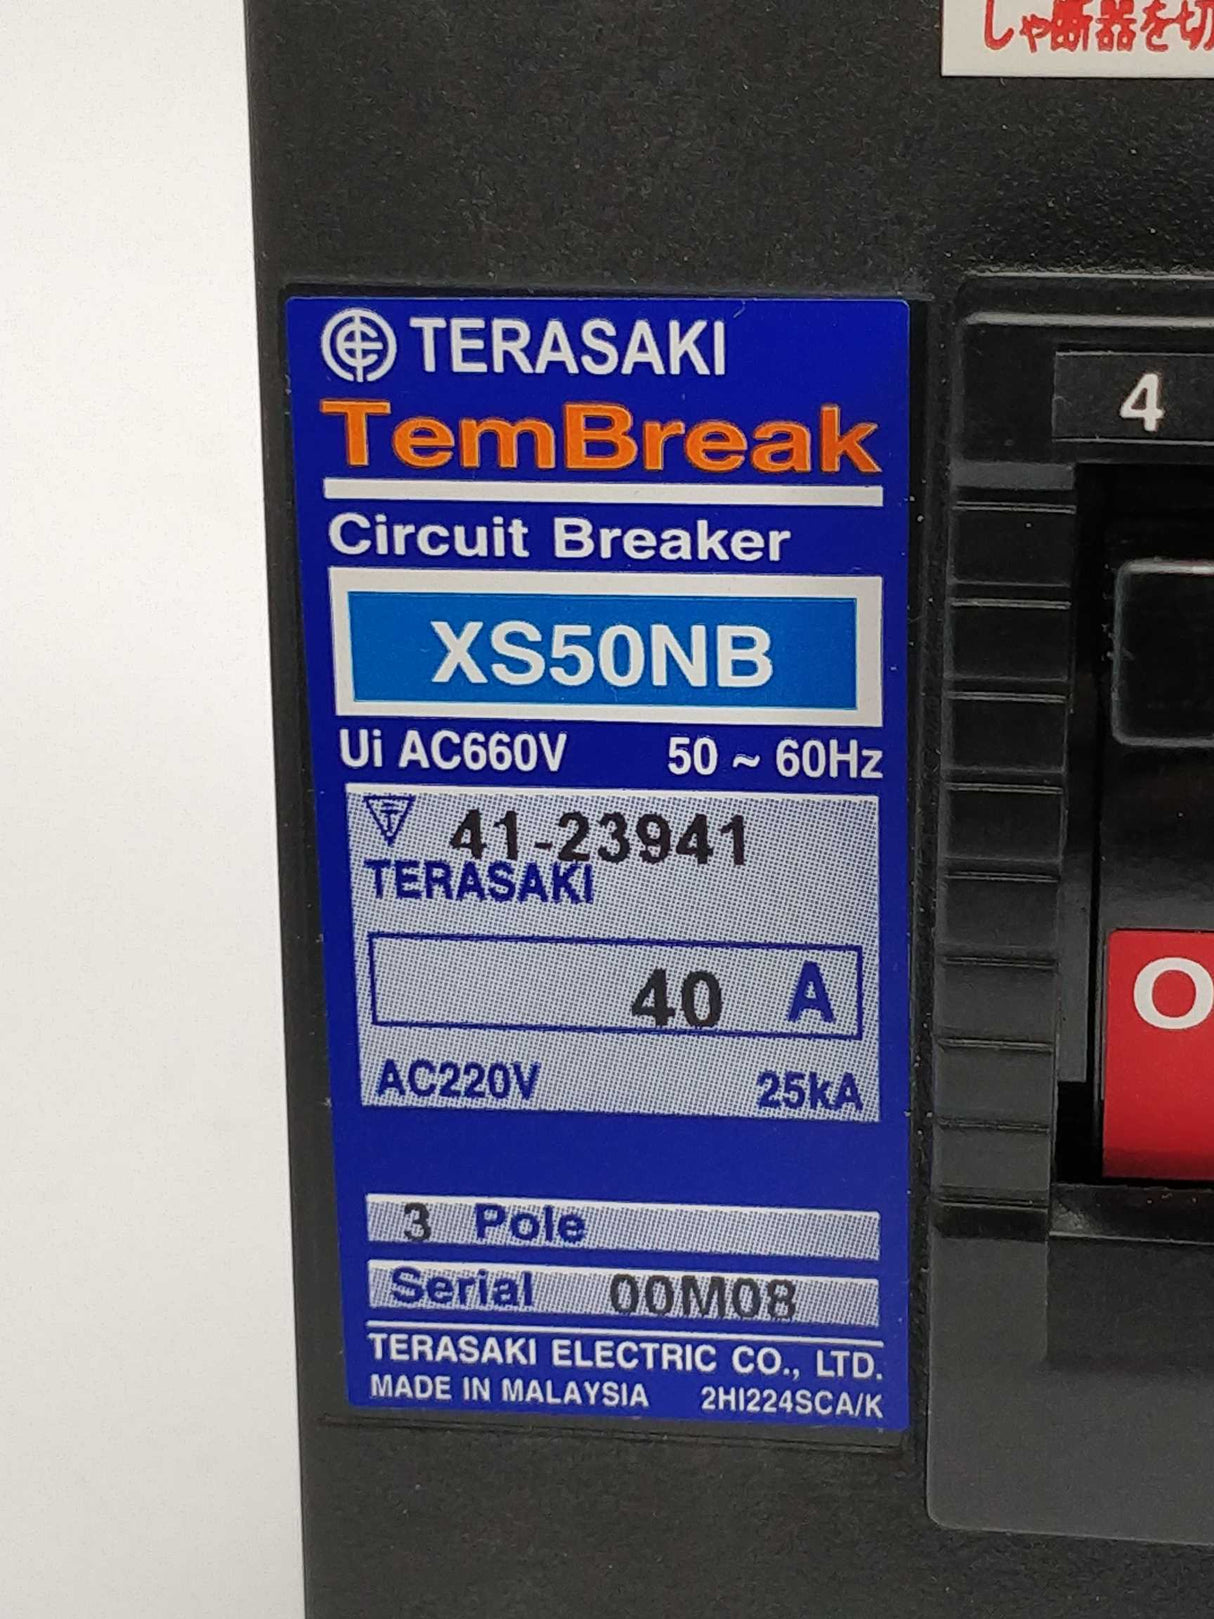 しゃ断器を切
TERASAKI
TemBreak
Circuit Breaker
XS50NB
Ui AC660V 50 ~ 60Hz
41-23941
TERASAKI
40 A
AC220V 25kA
3 Pole
Serial 00M08
TERASAKI ELECTRIC CO., LTD.
MADE IN MALAYSIA 2HI224SCA/K
4
O